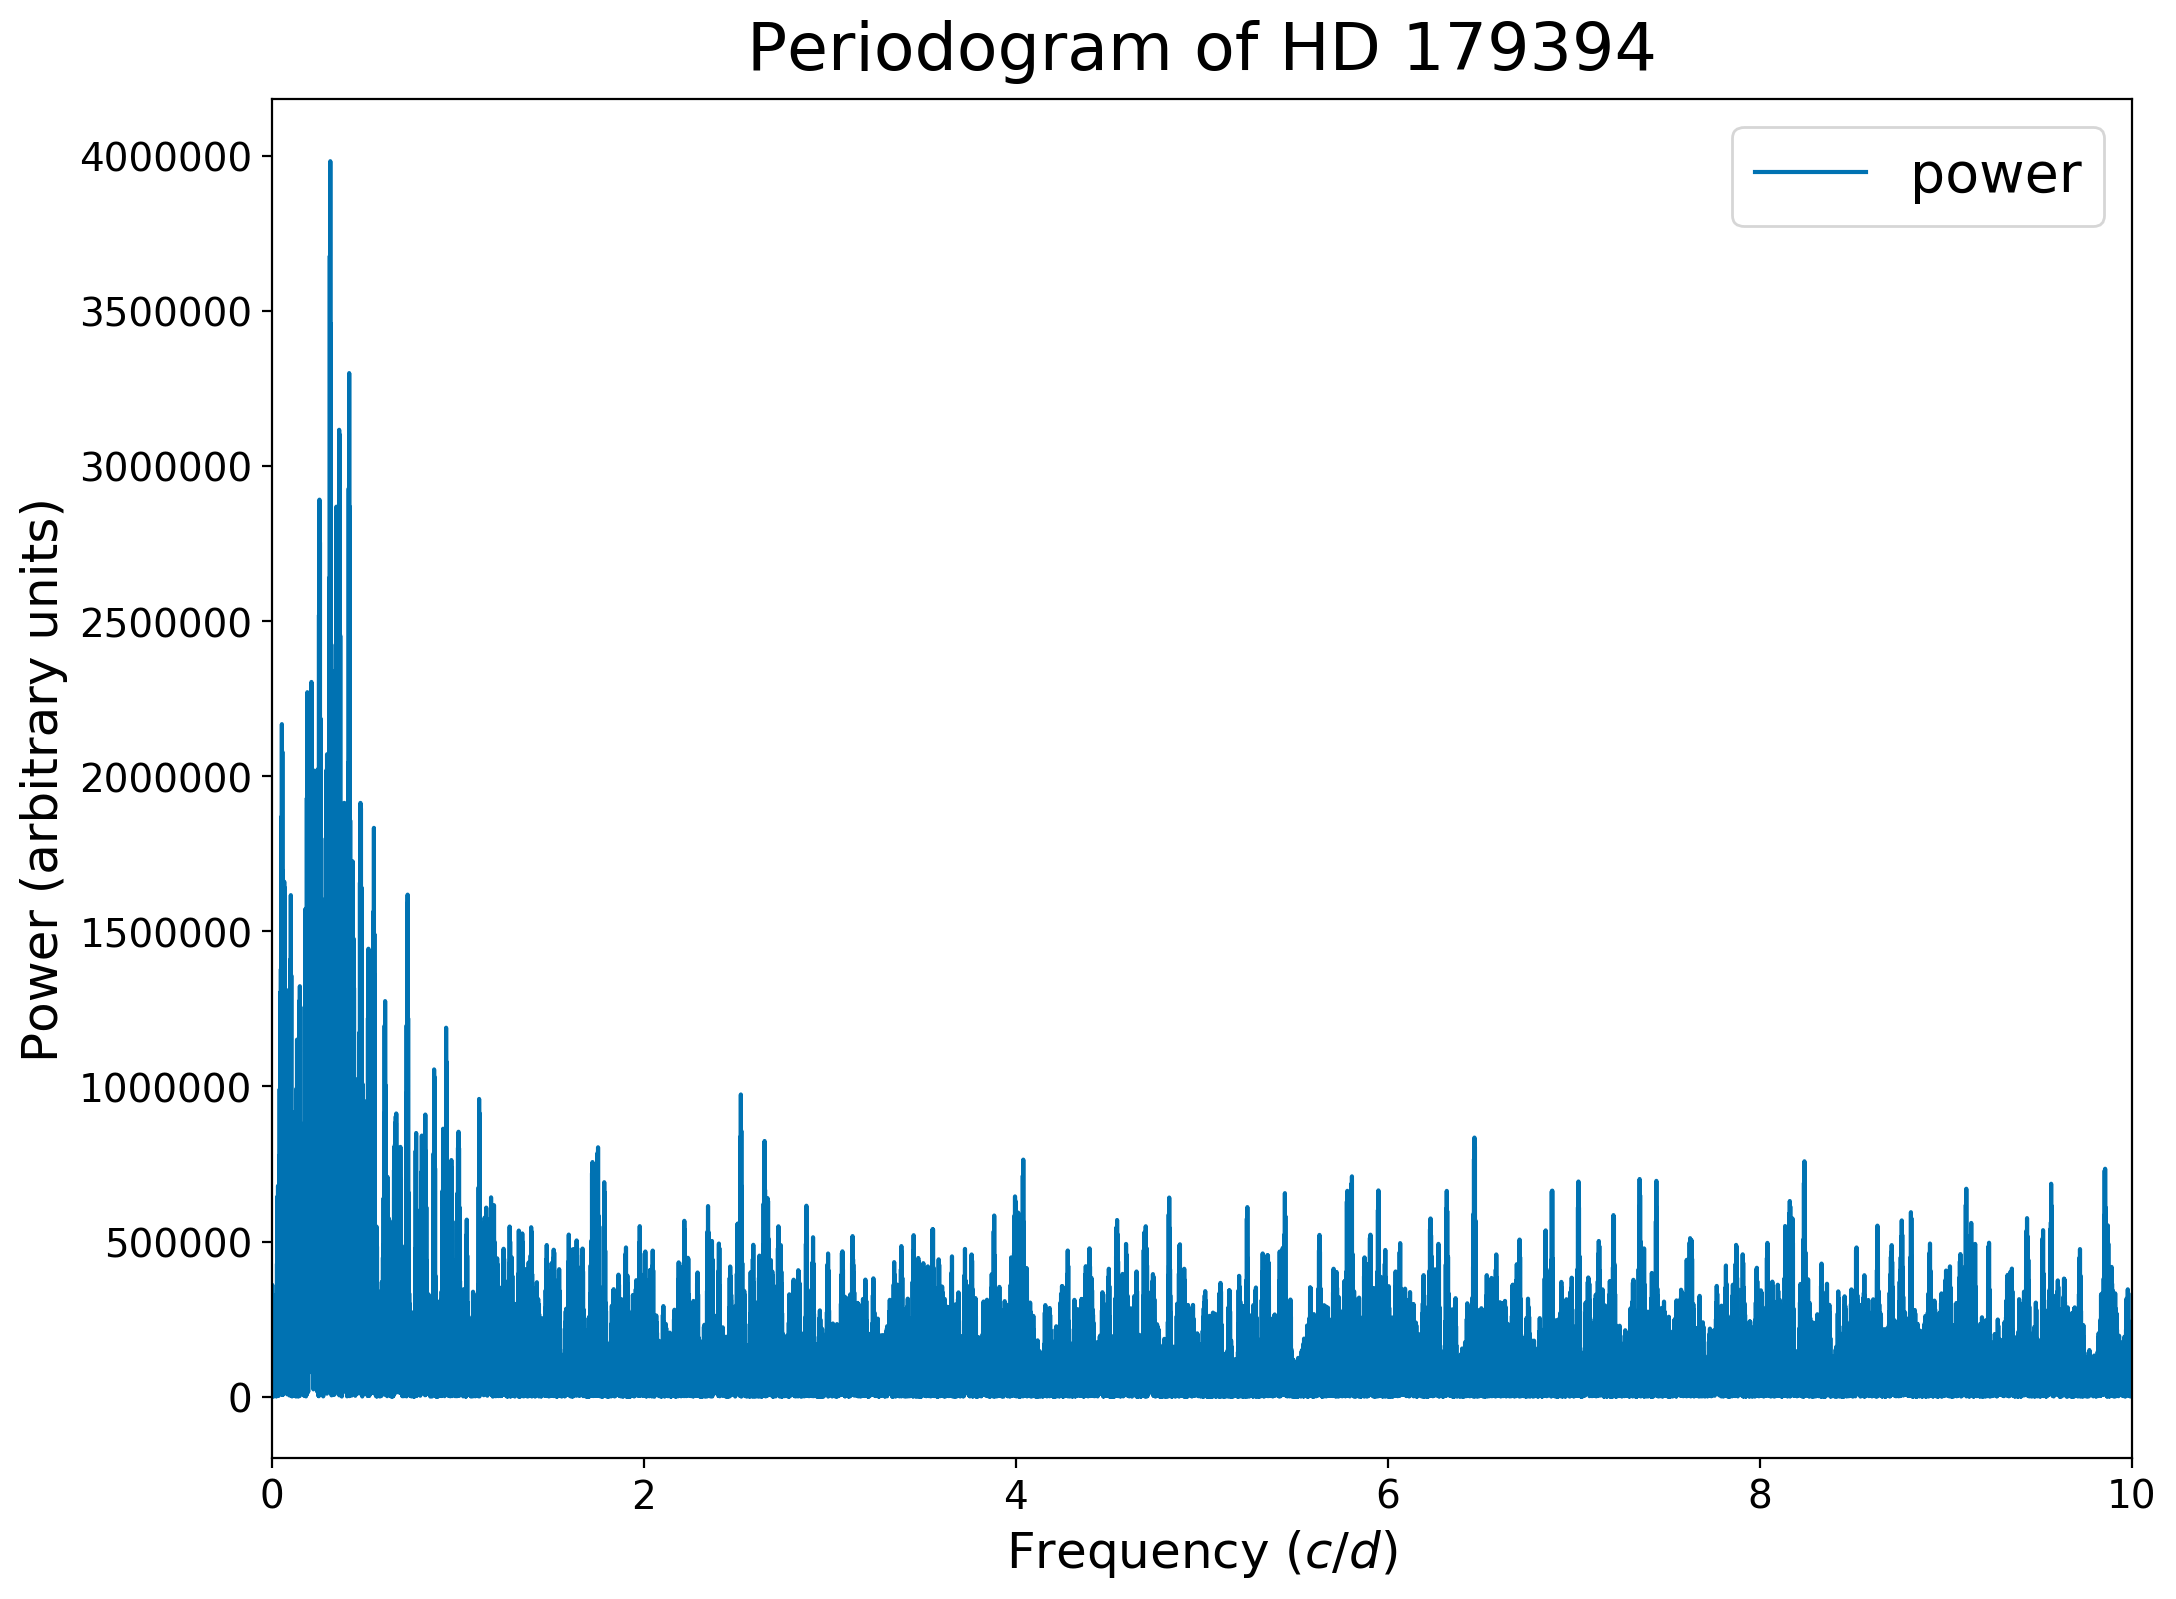 Periodogram of HD 179394
power
Power (arbitrary units)
4000000
3500000
3000000
2500000
2000000
1500000
1000000
500000
0
0 2 4 6 8 10
Frequency (c/d)